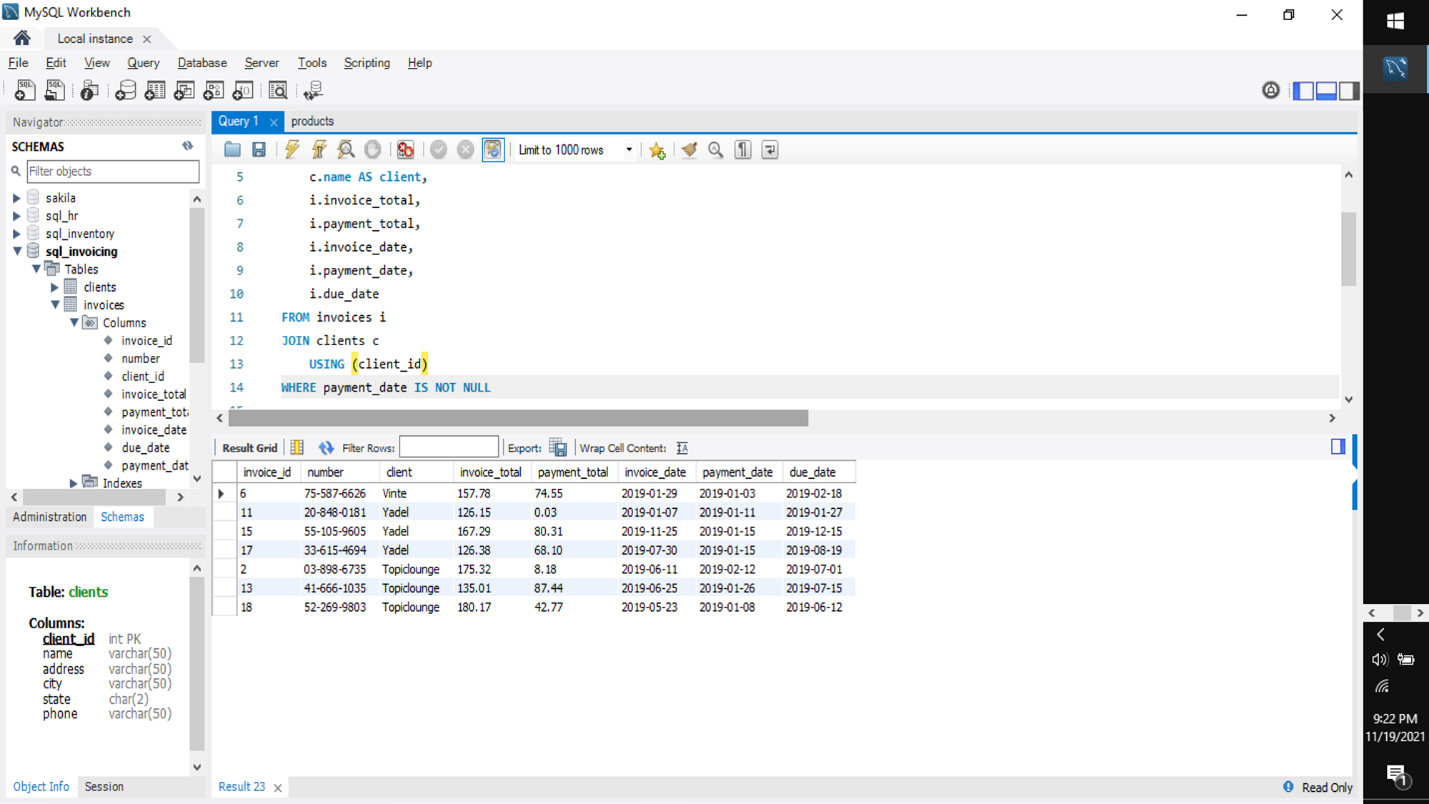 MySQL Workbench
Local instance
File Edit View Query Database Server Tools Scripting Help
Navigator
SCHEMAS
Filter objects
sakila
sql_hr
sql_inventory
sql_invoicing
Tables
clients
invoices
Columns
invoice_id
number
client_id
invoice_total
payment_tota
invoice_date
due_date
payment_dat
Indexes
Administration Schemas
Information
Table: clients
Columns:
client_id int PK
name varchar(50)
address varchar(50)
city varchar(50)
state char(2)
phone varchar(50)
Object Info Session
Query 1 products
Limit to 1000 rows
5 c.name AS client,
6 i.invoice_total,
7 i.payment_total,
8 i.invoice_date,
9 i.payment_date,
10 i.due_date
11 FROM invoices i
12 JOIN clients c
13 USING (client_id)
14 WHERE payment_date IS NOT NULL
Result Grid Filter Rows: Export: Wrap Cell Content:
invoice_id number client invoice_total payment_total invoice_date payment_date due_date
6 75-587-6626 Vinte 157.78 74.55 2019-01-29 2019-01-03 2019-02-18
11 20-848-0181 Yadel 126.15 0.03 2019-01-07 2019-01-11 2019-01-27
15 55-105-9605 Yadel 167.29 80.31 2019-11-25 2019-01-15 2019-12-15
17 33-615-4694 Yadel 126.38 68.10 2019-07-30 2019-01-15 2019-08-19
2 03-898-6735 Topiclounge 175.32 8.18 2019-06-11 2019-02-12 2019-07-01
13 41-666-1035 Topiclounge 135.01 87.44 2019-06-25 2019-01-26 2019-07-15
18 52-269-9803 Topiclounge 180.17 42.77 2019-05-23 2019-01-08 2019-06-12
Result 23
Read Only
9:22 PM
11/19/2021
1